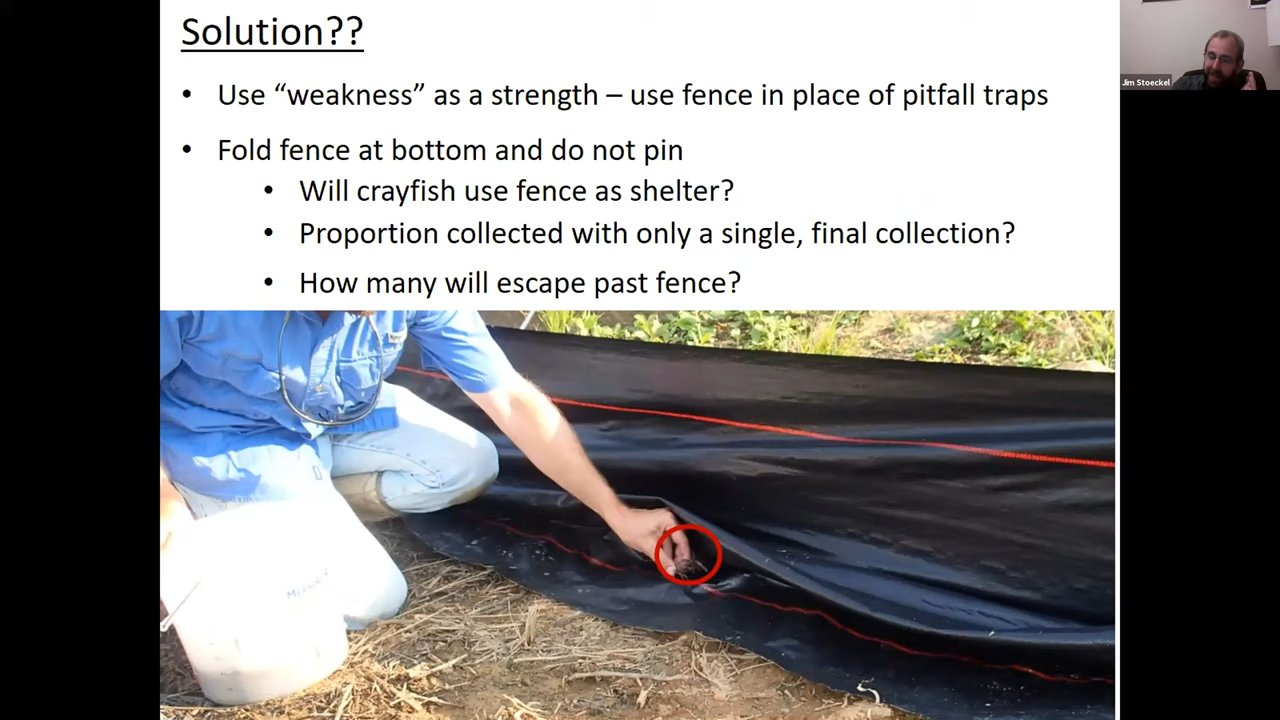 Solution??
Jim Stoeckel
• Use “weakness” as a strength – use fence in place of pitfall traps
• Fold fence at bottom and do not pin
• Will crayfish use fence as shelter?
• Proportion collected with only a single, final collection?
• How many will escape past fence?